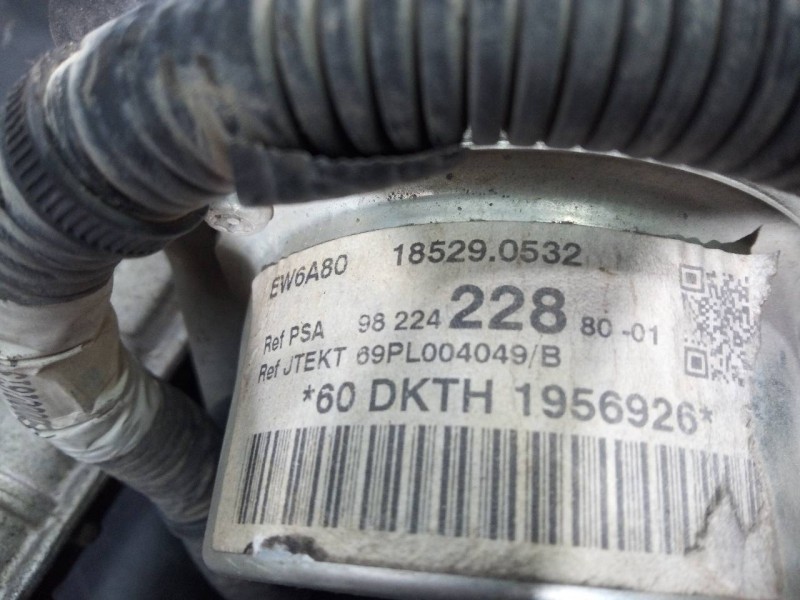 EW6A80 18529.0532
Ref PSA 98 224 228 80-01
Ref JTEKT 69PL004049/B
*60 DKTH 1956926*